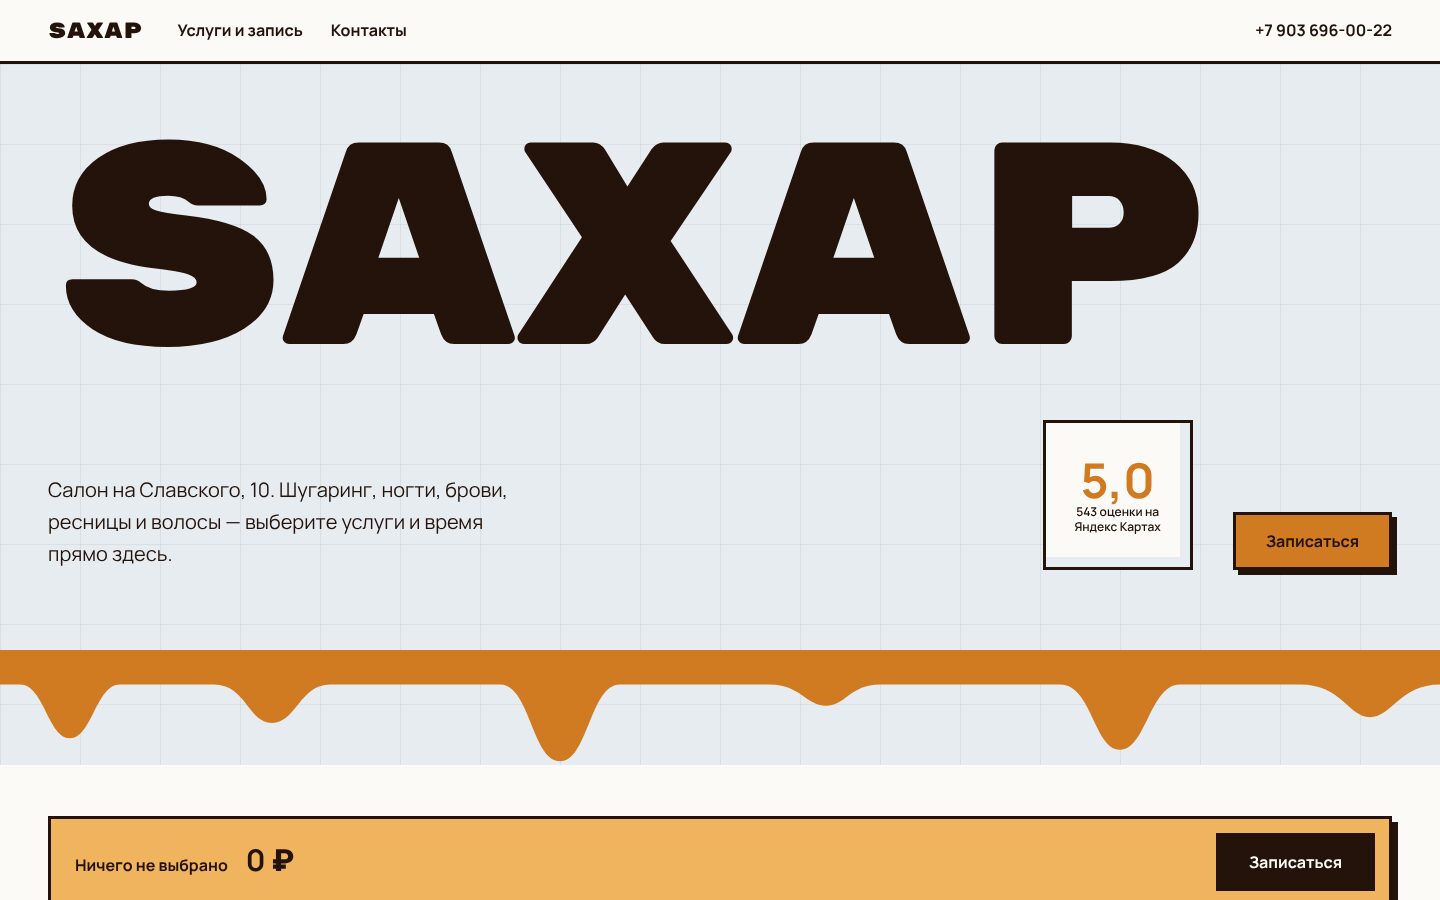 SAXAP
Услуги и запись
Контакты
+7 903 696-00-22
SAXAP
Салон на Славского, 10. Шугаринг, ногти, брови,
ресницы и волосы — выберите услуги и время
прямо здесь.
5,0
543 оценки на
Яндекс Картах
Записаться
Ничего не выбрано
0 ₽
Записаться